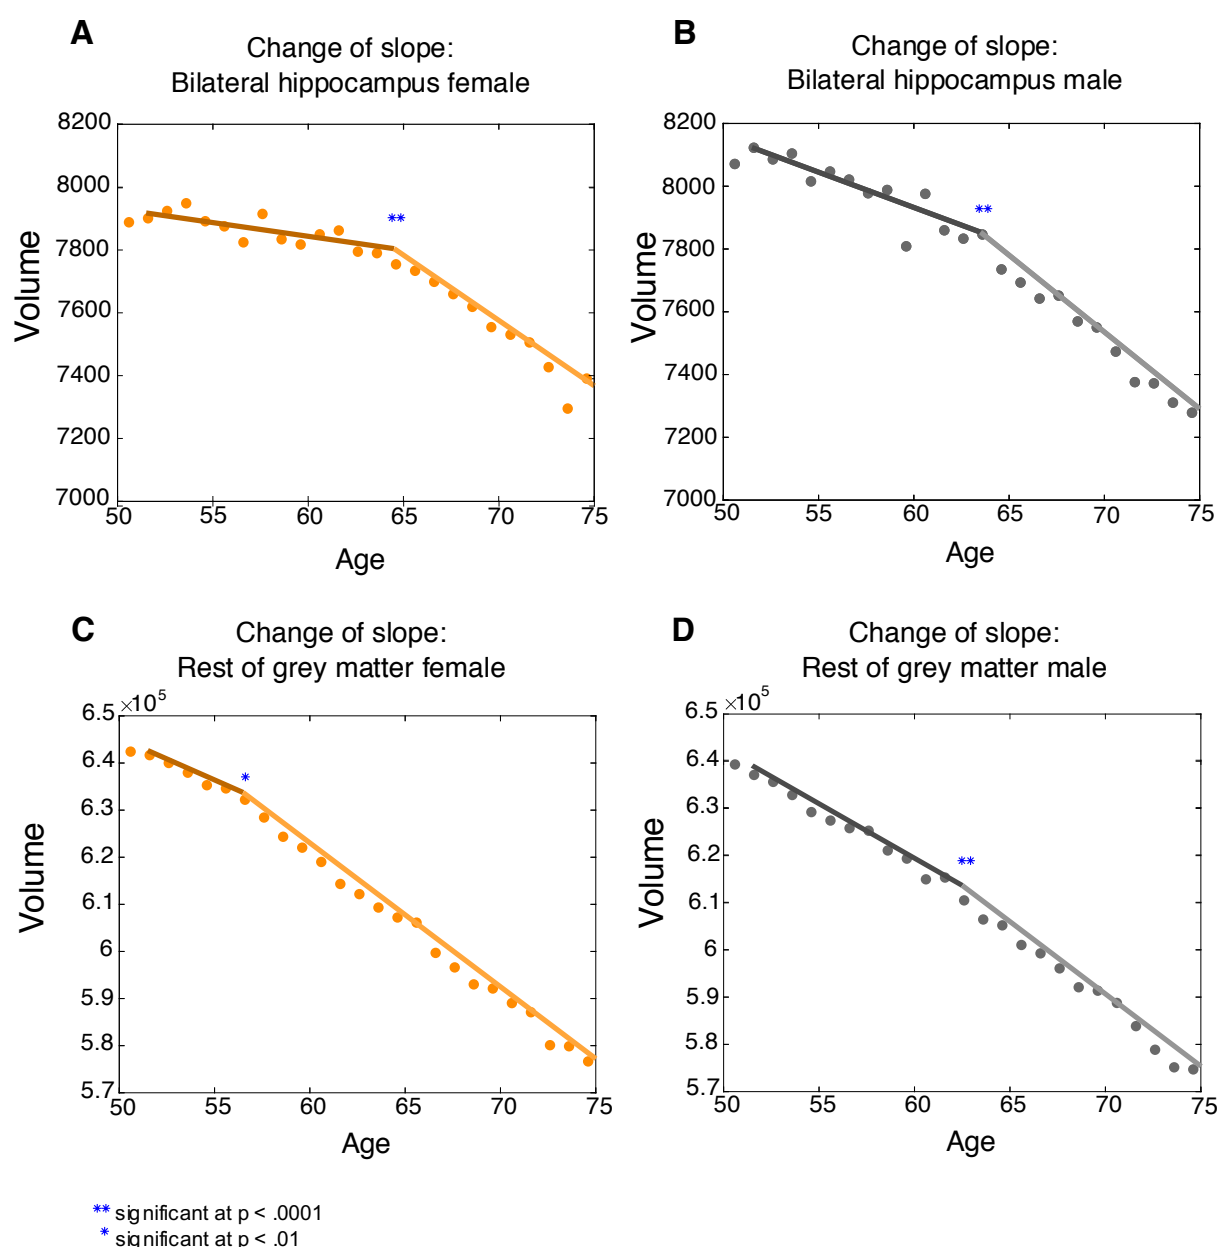 A
Change of slope:
Bilateral hippocampus female
8200
8000
7800
7600
7400
7200
7000
Volume
**
50 55 60 65 70 75
Age
B
Change of slope:
Bilateral hippocampus male
8200
8000
7800
7600
7400
7200
7000
Volume
**
50 55 60 65 70 75
Age
C
Change of slope:
Rest of grey matter female
×10⁵
6.5
6.4
6.3
6.2
6.1
6
5.9
5.8
5.7
Volume
*
50 55 60 65 70 75
Age
D
Change of slope:
Rest of grey matter male
×10⁵
6.5
6.4
6.3
6.2
6.1
6
5.9
5.8
5.7
Volume
**
50 55 60 65 70 75
Age
** significant at p < .0001
* significant at p < .01